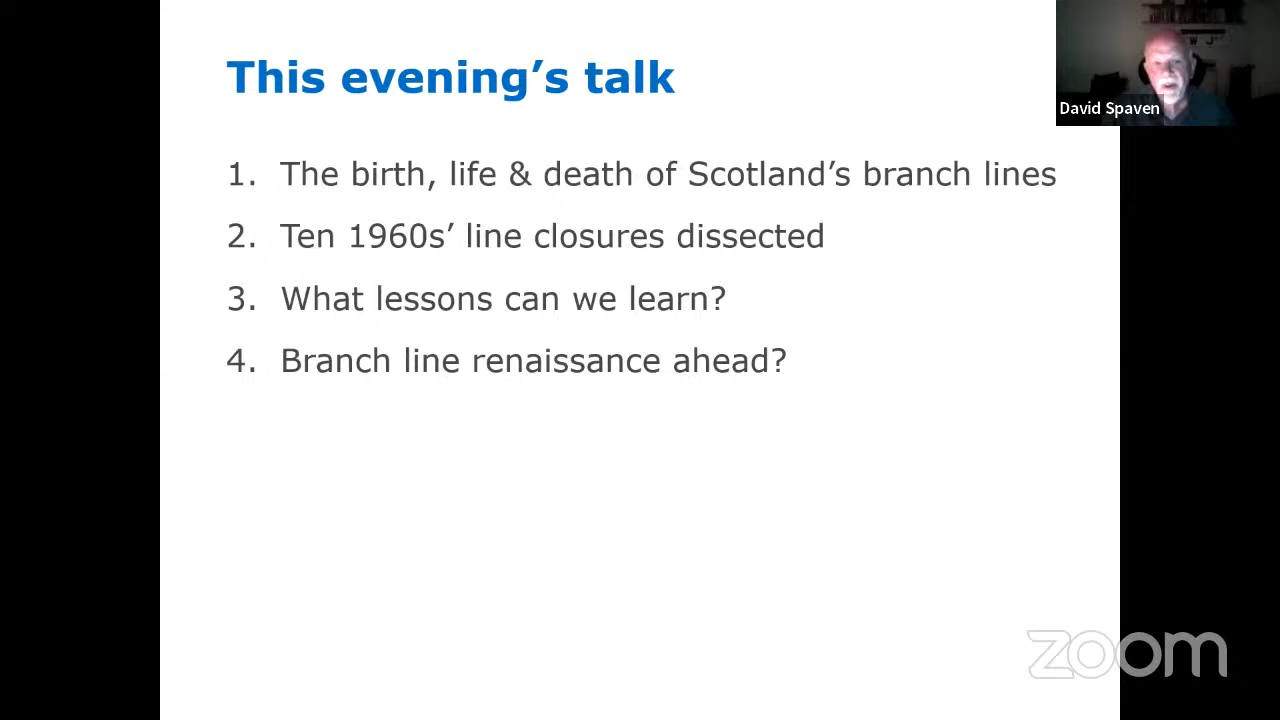 This evening’s talk
David Spaven
1. The birth, life & death of Scotland’s branch lines
2. Ten 1960s’ line closures dissected
3. What lessons can we learn?
4. Branch line renaissance ahead?
zoom